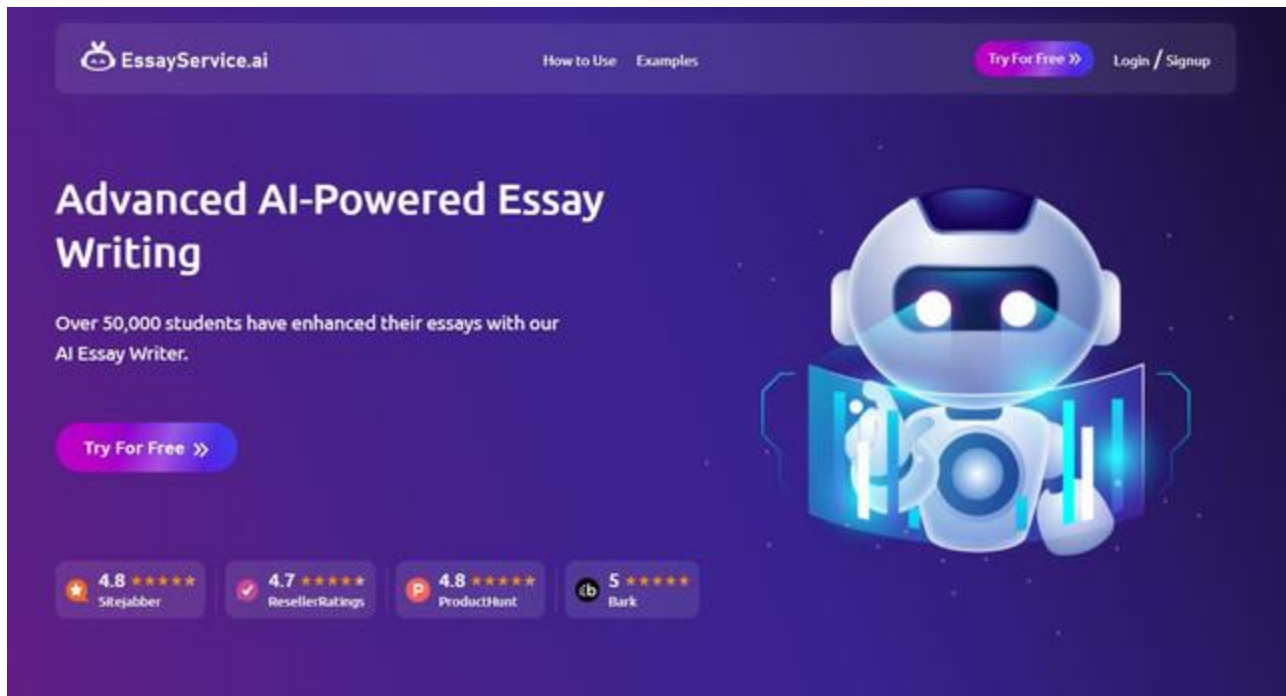 EssayService.ai
How to Use
Examples
Try For Free
Login / Signup
Advanced AI-Powered Essay
Writing
Over 50,000 students have enhanced their essays with our
AI Essay Writer.
Try For Free
4.8
Sitejabber
4.7
ResellerRatings
P
4.8
ProductHunt
b
5
Bark